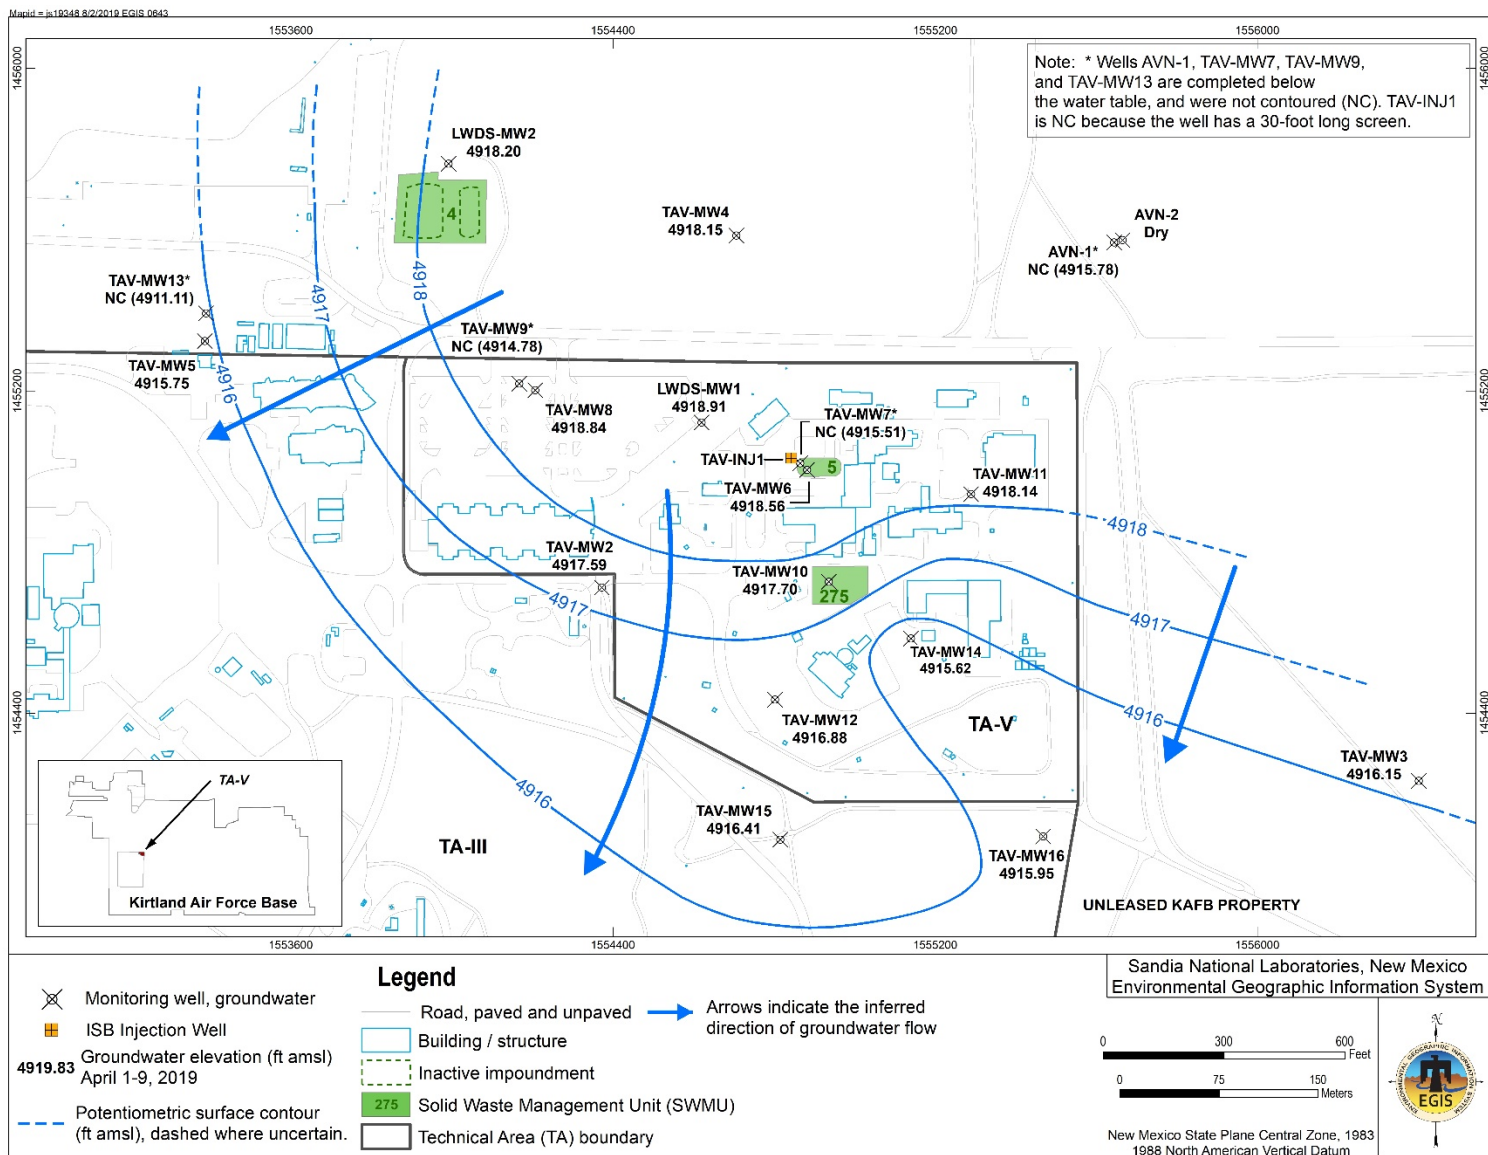 Mapid = js19348 8/2/2019 EGIS 0643
1553600
1554400
1555200
1556000
1456000
1456000
Note: * Wells AVN-1, TAV-MW7, TAV-MW9,
and TAV-MW13 are completed below
the water table, and were not contoured (NC). TAV-INJ1
is NC because the well has a 30-foot long screen.
LWDS-MW2
4918.20
4
TAV-MW4
4918.15
AVN-2
Dry
AVN-1*
NC (4915.78)
TAV-MW13*
NC (4911.11)
4918
4917
TAV-MW9*
NC (4914.78)
TAV-MW5
4915.75
4916
1455200
1455200
TAV-MW8
4918.84
LWDS-MW1
4918.91
TAV-MW7*
NC (4915.51)
TAV-INJ1
5
TAV-MW6
4918.56
TAV-MW11
4918.14
4918
TAV-MW2
4917.59
TAV-MW10
4917.70
275
4917
4917
TAV-MW14
4915.62
1454400
1454400
TAV-MW12
4916.88
TA-V
4916
TAV-MW3
4916.15
4916
TA-V
Kirtland Air Force Base
TA-III
TAV-MW15
4916.41
TAV-MW16
4915.95
UNLEASED KAFB PROPERTY
1553600
1554400
1555200
1556000
Legend
Monitoring well, groundwater
ISB Injection Well
4919.83
Groundwater elevation (ft amsl)
April 1-9, 2019
Potentiometric surface contour
(ft amsl), dashed where uncertain.
Road, paved and unpaved
Building / structure
Inactive impoundment
275
Solid Waste Management Unit (SWMU)
Technical Area (TA) boundary
Arrows indicate the inferred
direction of groundwater flow
Sandia National Laboratories, New Mexico
Environmental Geographic Information System
0 300 600
Feet
0 75 150
Meters
New Mexico State Plane Central Zone, 1983
1988 North American Vertical Datum
N
ENVIRONMENTAL GEOGRAPHIC INFORMATION SYSTEM
EGIS